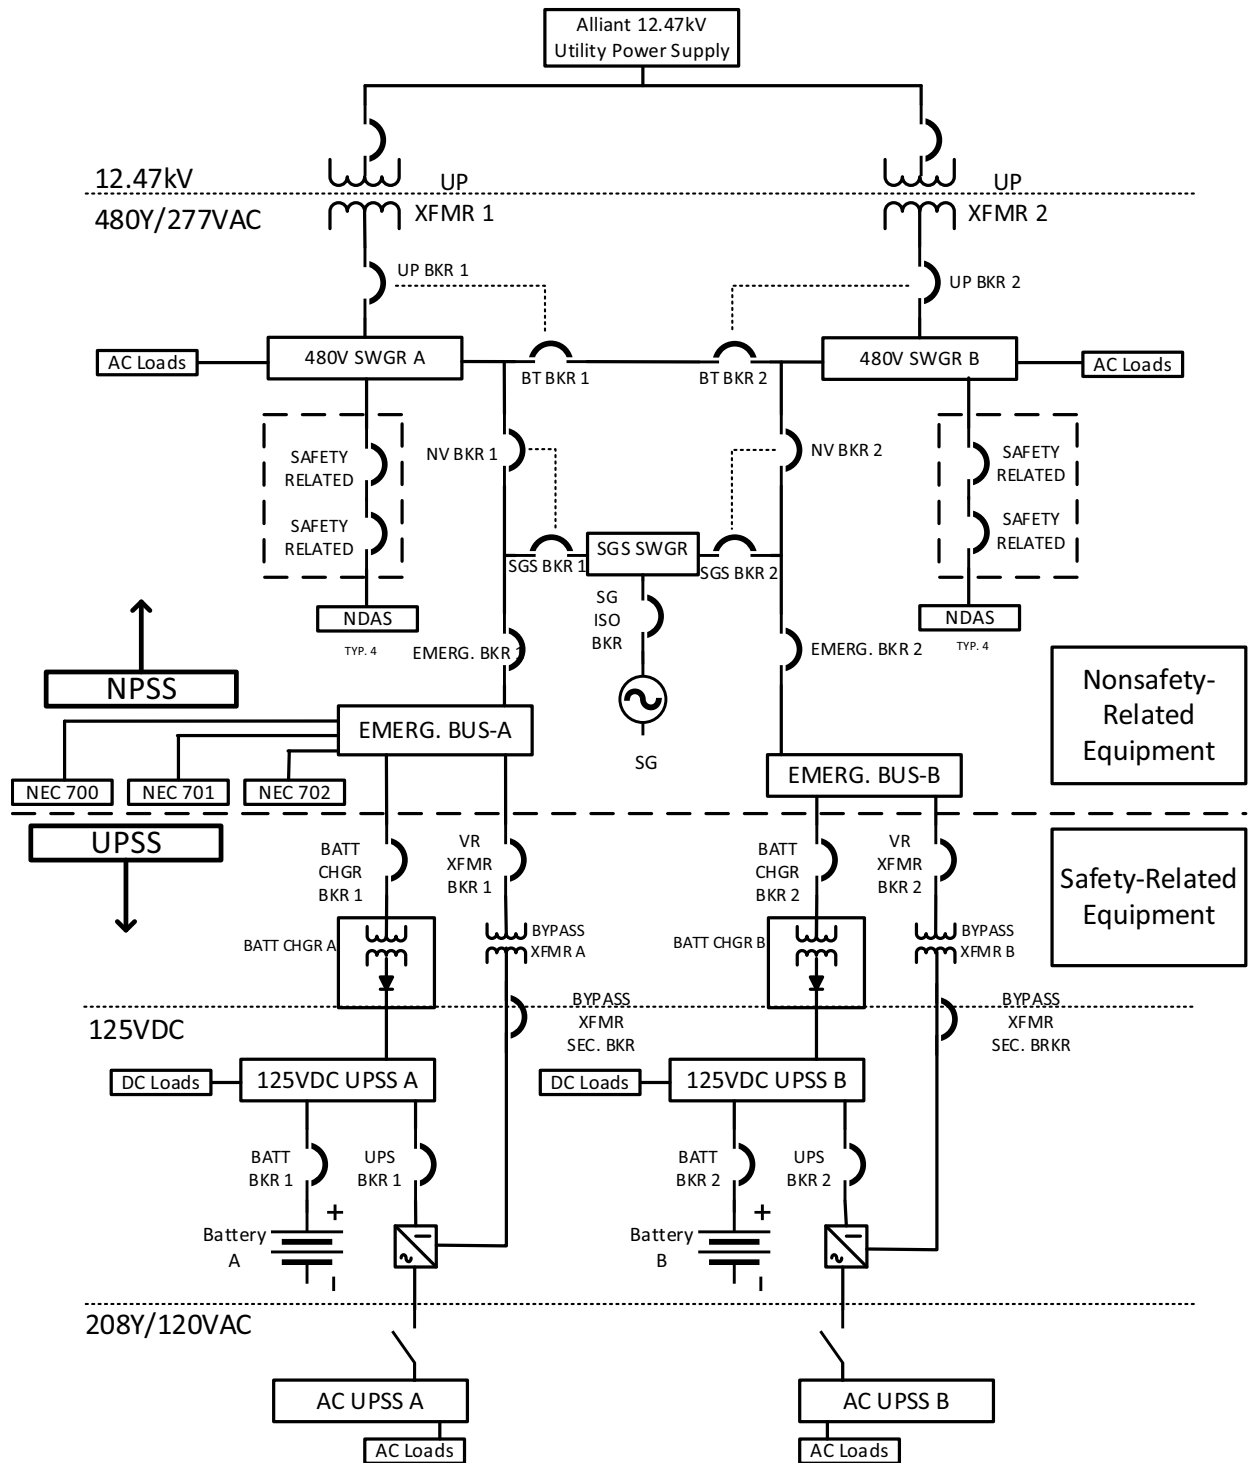 Alliant 12.47kV
Utility Power Supply
12.47kV
UP
UP
480Y/277VAC
XFMR 1
XFMR 2
UP BKR 1
UP BKR 2
AC Loads
480V SWGR A
BT BKR 1
BT BKR 2
480V SWGR B
AC Loads
SAFETY
RELATED
NV BKR 1
NV BKR 2
SAFETY
RELATED
SAFETY
RELATED
SAFETY
RELATED
SGS BKR 1
SGS SWGR
SGS BKR 2
NDAS
TYP. 4
SG
ISO
BKR
NDAS
TYP. 4
EMERG. BKR 1
EMERG. BKR 2
NPSS
Nonsafety-
Related
Equipment
EMERG. BUS-A
SG
EMERG. BUS-B
NEC 700
NEC 701
NEC 702
UPSS
BATT
CHGR
BKR 1
VR
XFMR
BKR 1
BATT
CHGR
BKR 2
VR
XFMR
BKR 2
Safety-Related
Equipment
BATT CHGR A
BYPASS
XFMR A
BATT CHGR B
BYPASS
XFMR B
125VDC
BYPASS
XFMR
SEC. BKR
BYPASS
XFMR
SEC. BRKR
DC Loads
125VDC UPSS A
DC Loads
125VDC UPSS B
BATT
BKR 1
UPS
BKR 1
BATT
BKR 2
UPS
BKR 2
Battery
A
+
Battery
B
+
208Y/120VAC
AC UPSS A
AC UPSS B
AC Loads
AC Loads